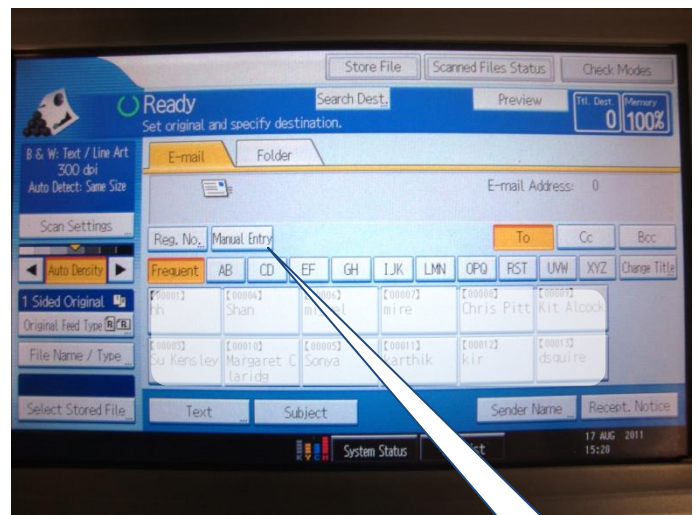 Store File Scanned Files Status Check Modes
Ready Search Dest. Preview Ttl. Dest. Memory
Set original and specify destination. 0 100%
B & W: Text / Line Art
300 dpi
Auto Detect: Same Size
E-mail Folder
E-mail Address: 0
Scan Settings
Reg. No. Manual Entry To Cc Bcc
Auto Density Frequent AB CD EF GH IJK LMN OPQ RST UVW XYZ Change Title
1 Sided Original
Original Feed Type
[00001] [00004] [00007] [00008]
hh Shan mire Chris Pitt Kit Alcock
File Name / Type
[00003] [00010] [00005] [00011] [00012] [00013]
Su Kensley Margaret C Sonya karthik kir dsquire
laridg
Select Stored File Text Subject Sender Name Recept. Notice
System Status
17 AUG 2011
15:20